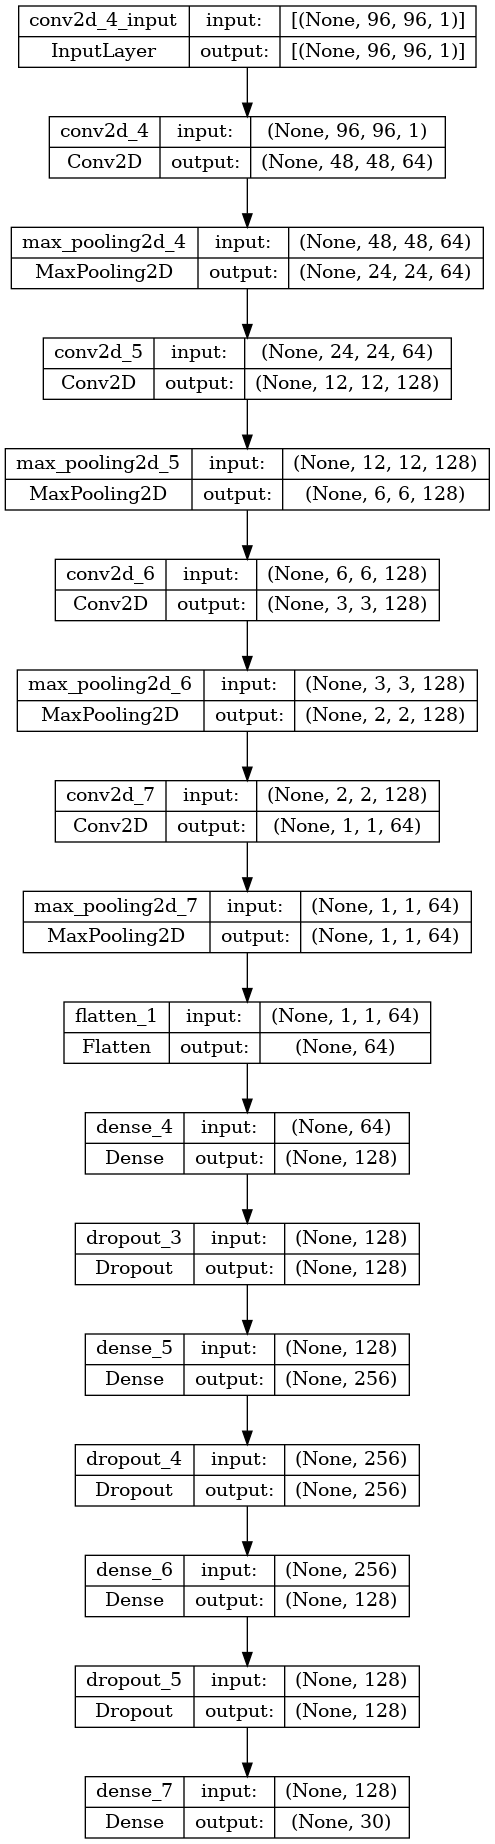 conv2d_4_input input: [(None, 96, 96, 1)]
InputLayer output: [(None, 96, 96, 1)]
conv2d_4 input: (None, 96, 96, 1)
Conv2D output: (None, 48, 48, 64)
max_pooling2d_4 input: (None, 48, 48, 64)
MaxPooling2D output: (None, 24, 24, 64)
conv2d_5 input: (None, 24, 24, 64)
Conv2D output: (None, 12, 12, 128)
max_pooling2d_5 input: (None, 12, 12, 128)
MaxPooling2D output: (None, 6, 6, 128)
conv2d_6 input: (None, 6, 6, 128)
Conv2D output: (None, 3, 3, 128)
max_pooling2d_6 input: (None, 3, 3, 128)
MaxPooling2D output: (None, 2, 2, 128)
conv2d_7 input: (None, 2, 2, 128)
Conv2D output: (None, 1, 1, 64)
max_pooling2d_7 input: (None, 1, 1, 64)
MaxPooling2D output: (None, 1, 1, 64)
flatten_1 input: (None, 1, 1, 64)
Flatten output: (None, 64)
dense_4 input: (None, 64)
Dense output: (None, 128)
dropout_3 input: (None, 128)
Dropout output: (None, 128)
dense_5 input: (None, 128)
Dense output: (None, 256)
dropout_4 input: (None, 256)
Dropout output: (None, 256)
dense_6 input: (None, 256)
Dense output: (None, 128)
dropout_5 input: (None, 128)
Dropout output: (None, 128)
dense_7 input: (None, 128)
Dense output: (None, 30)